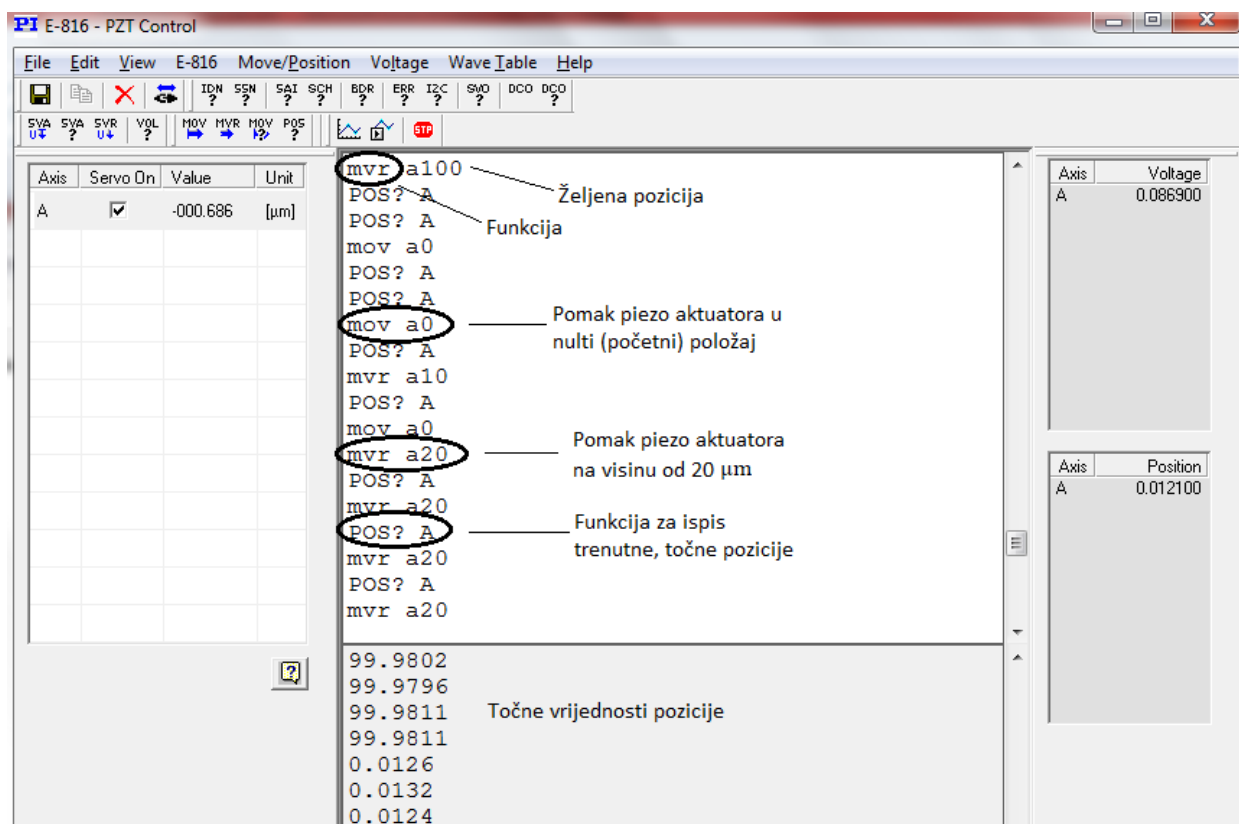 PI E-816 - PZT Control
File Edit View E-816 Move/Position Voltage Wave Table Help
IDN ? SSN ? SAI ? SCH ? BDR ? ERR ? I2C ? SVO ? DCO DCO ?
SVA SVA ? SVR VOL ? MOV MVR MOV ? POS ? STP
Axis Servo On Value Unit
A -000.686 [µm]
mvr a100
Željena pozicija
POS? A
Funkcija
POS? A
mov a0
POS? A
POS? A
mov a0
Pomak piezo aktuatora u
nulti (početni) položaj
POS? A
mvr a10
POS? A
mov a0
mvr a20
Pomak piezo aktuatora
na visinu od 20 µm
POS? A
mvr a20
POS? A
Funkcija za ispis
trenutne, točne pozicije
mvr a20
POS? A
mvr a20
99.9802
99.9796
99.9811
Točne vrijednosti pozicije
99.9811
0.0126
0.0132
0.0124
Axis Voltage
A 0.086900
Axis Position
A 0.012100